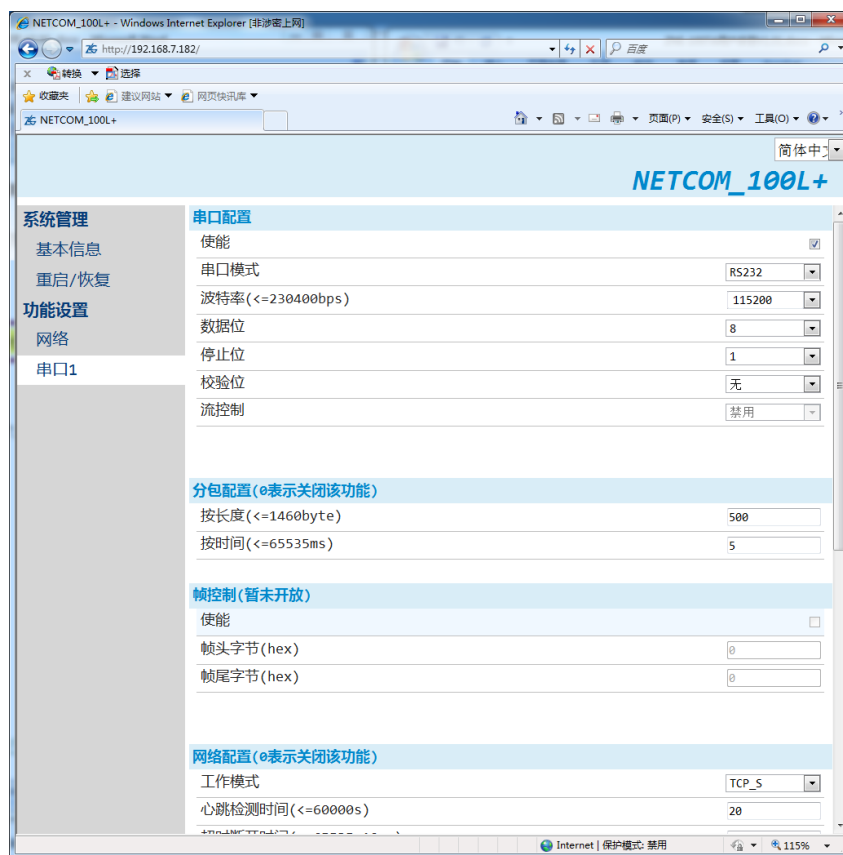 NETCOM_100L+ - Windows Internet Explorer [非涉密上网]
http://192.168.7.182/
百度
x 转换 选择
收藏夹 建议网站 网页快讯库
NETCOM_100L+
页面(P) 安全(S) 工具(O)
简体中
NETCOM_100L+
系统管理
基本信息
重启/恢复
功能设置
网络
串口1
串口配置
使能
串口模式 RS232
波特率(<=230400bps) 115200
数据位 8
停止位 1
校验位 无
流控制 禁用
分包配置(0表示关闭该功能)
按长度(<=1460byte) 500
按时间(<=65535ms) 5
帧控制(暂未开放)
使能
帧头字节(hex) 0
帧尾字节(hex) 0
网络配置(0表示关闭该功能)
工作模式 TCP_S
心跳检测时间(<=60000s) 20
Internet | 保护模式: 禁用
115%